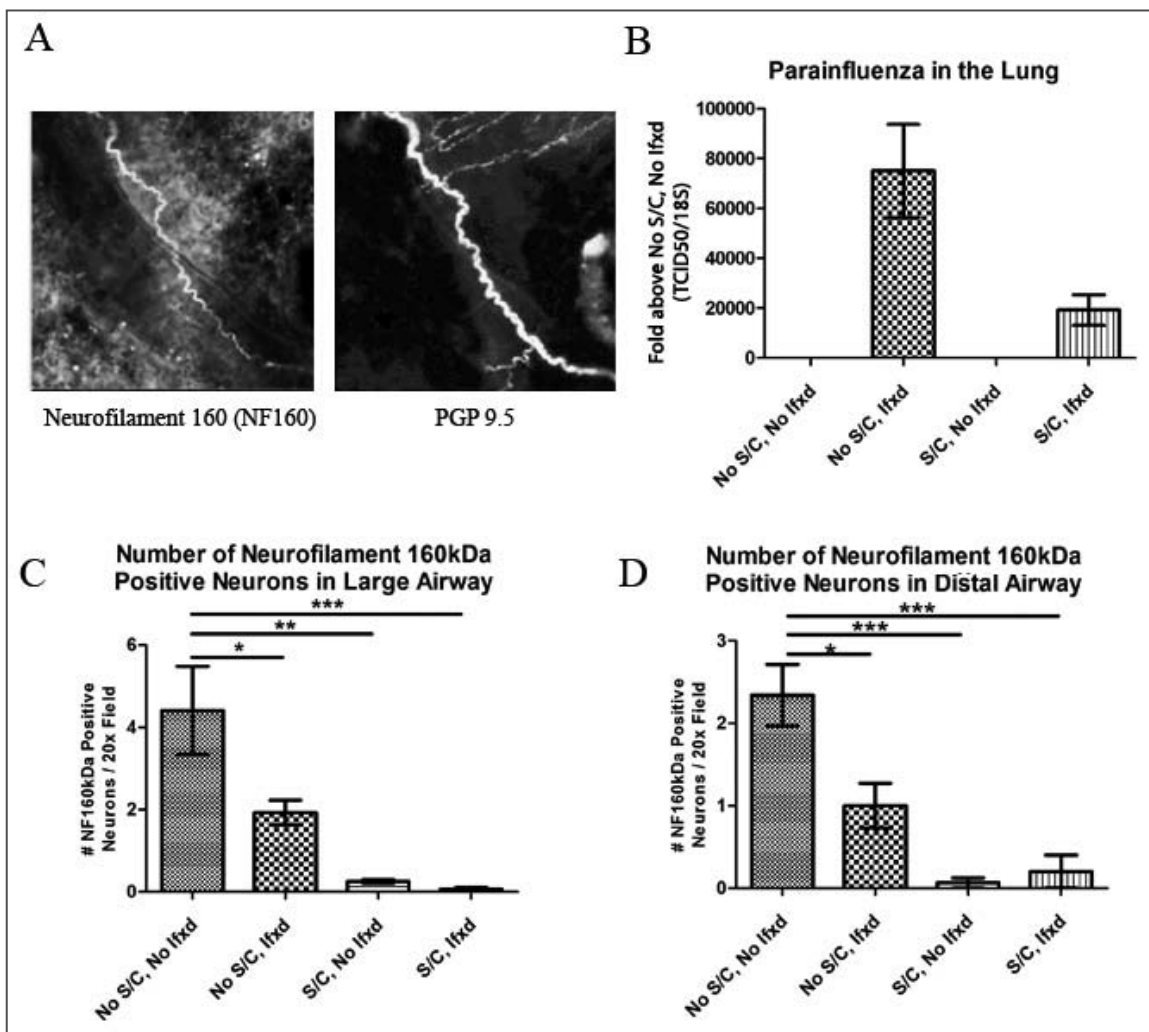 A
Neurofilament 160 (NF160)
PGP 9.5
B
Parainfluenza in the Lung
Fold above No S/C, No Ifxd
(TCID50/18S)
100000
80000
60000
40000
20000
0
No S/C, No Ifxd
No S/C, Ifxd
S/C, No Ifxd
S/C, Ifxd
C
Number of Neurofilament 160kDa
Positive Neurons in Large Airway
***
**
*
# NF160kDa Positive
Neurons / 20x Field
6
4
2
0
No S/C, No Ifxd
No S/C, Ifxd
S/C, No Ifxd
S/C, Ifxd
D
Number of Neurofilament 160kDa
Positive Neurons in Distal Airway
***
***
*
# NF160kDa Positive
Neurons / 20x Field
3
2
1
0
No S/C, No Ifxd
No S/C, Ifxd
S/C, No Ifxd
S/C, Ifxd